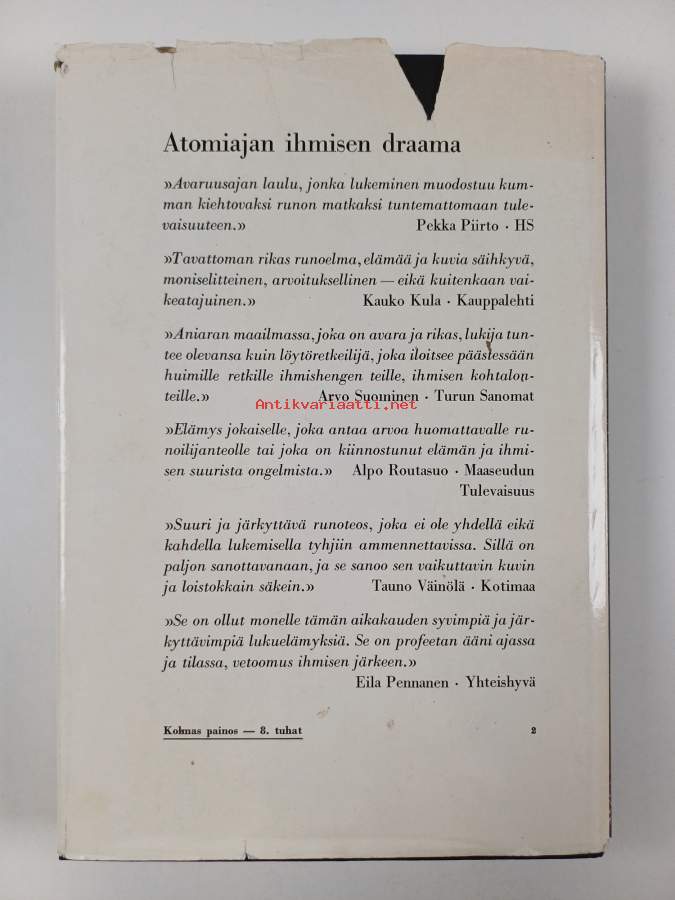 Atomiajan ihmisen draama
»Avaruusajan laulu, jonka lukeminen muodostuu kum-
man kiehtovaksi runon matkaksi tuntemattomaan tule-
vaisuuteen.» Pekka Piirto · HS
»Tavattoman rikas runoelma, elämää ja kuvia säihkyvä,
moniselitteinen, arvoituksellinen — eikä kuitenkaan vai-
keatajuinen.» Kauko Kula · Kauppalehti
»Aniaran maailmassa, joka on avara ja rikas, lukija tun-
tee olevansa kuin löytöretkeilijä, joka iloitsee päästessään
huimille retkille ihmishengen teille, ihmisen kohtalon-
teille.» Arvo Suominen · Turun Sanomat
Antikvariaatti.net
»Elämys jokaiselle, joka antaa arvoa huomattavalle ru-
noilijanteolle tai joka on kiinnostunut elämän ja ihmi-
sen suurista ongelmista.» Alpo Routasuo · Maaseudun
Tulevaisuus
»Suuri ja järkyttävä runoteos, joka ei ole yhdellä eikä
kahdella lukemisella tyhjiin ammennettavissa. Sillä on
paljon sanottavanaan, ja se sanoo sen vaikuttavin kuvin
ja loistokkain säkein.» Tauno Väinölä · Kotimaa
»Se on ollut monelle tämän aikakauden syvimpiä ja jär-
kyttävimpiä lukuelämyksiä. Se on profeetan ääni ajassa
ja tilassa, vetoomus ihmisen järkeen.»
Eila Pennanen · Yhteishyvä
Kolmas painos — 8. tuhat 2